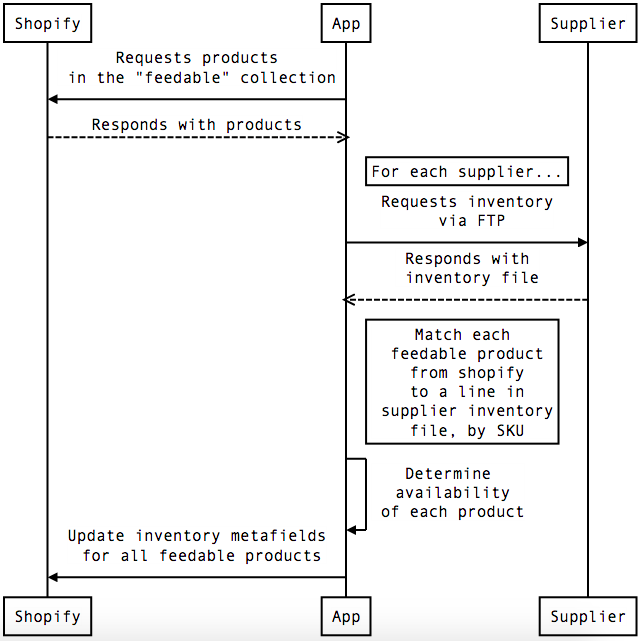 Shopify
App
Supplier
Requests products
in the "feedable" collection
Responds with products
For each supplier...
Requests inventory
via FTP
Responds with
inventory file
Match each
feedable product
from shopify
to a line in
supplier inventory
file, by SKU
Determine
availability
of each product
Update inventory metafields
for all feedable products
Shopify
App
Supplier